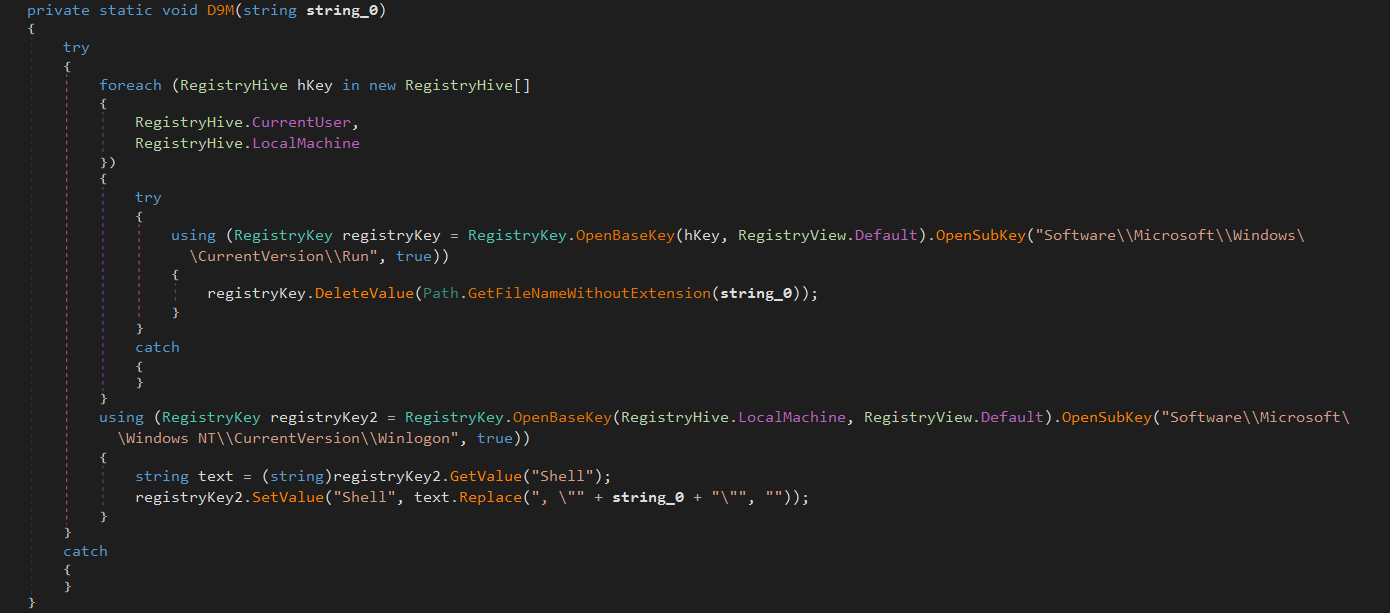 private static void D9M(string string_0)
{
try
{
foreach (RegistryHive hKey in new RegistryHive[]
{
RegistryHive.CurrentUser,
RegistryHive.LocalMachine
})
{
try
{
using (RegistryKey registryKey = RegistryKey.OpenBaseKey(hKey, RegistryView.Default).OpenSubKey("Software\\Microsoft\\Windows\
\CurrentVersion\\Run", true))
{
registryKey.DeleteValue(Path.GetFileNameWithoutExtension(string_0));
}
}
catch
{
}
}
using (RegistryKey registryKey2 = RegistryKey.OpenBaseKey(RegistryHive.LocalMachine, RegistryView.Default).OpenSubKey("Software\\Microsoft\
\Windows NT\\CurrentVersion\\Winlogon", true))
{
string text = (string)registryKey2.GetValue("Shell");
registryKey2.SetValue("Shell", text.Replace(", \"" + string_0 + "\"", ""));
}
}
catch
{
}
}